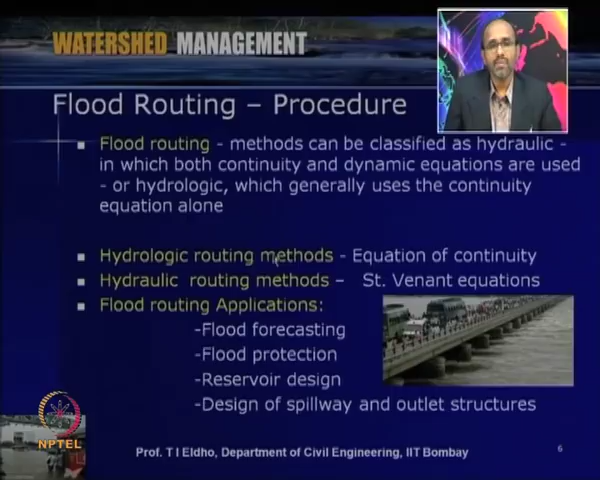 WATERSHED MANAGEMENT
Flood Routing – Procedure
Flood routing - methods can be classified as hydraulic -
in which both continuity and dynamic equations are used
- or hydrologic, which generally uses the continuity
equation alone
Hydrologic routing methods - Equation of continuity
Hydraulic routing methods – St. Venant equations
Flood routing Applications:
-Flood forecasting
-Flood protection
-Reservoir design
-Design of spillway and outlet structures
NPTEL
Prof. T I Eldho, Department of Civil Engineering, IIT Bombay
6